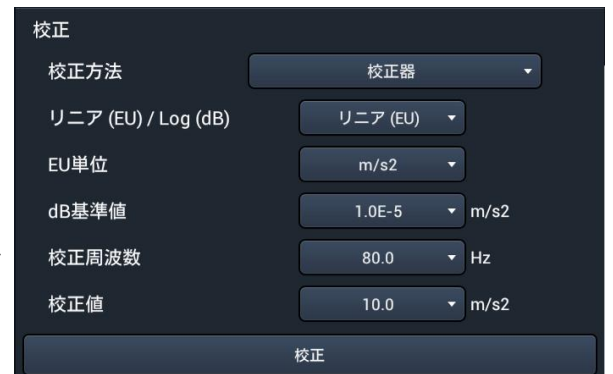 校正
校正方法 校正器
リニア (EU) / Log (dB) リニア (EU)
EU単位 m/s2
dB基準値 1.0E-5 m/s2
校正周波数 80.0 Hz
校正値 10.0 m/s2
校正